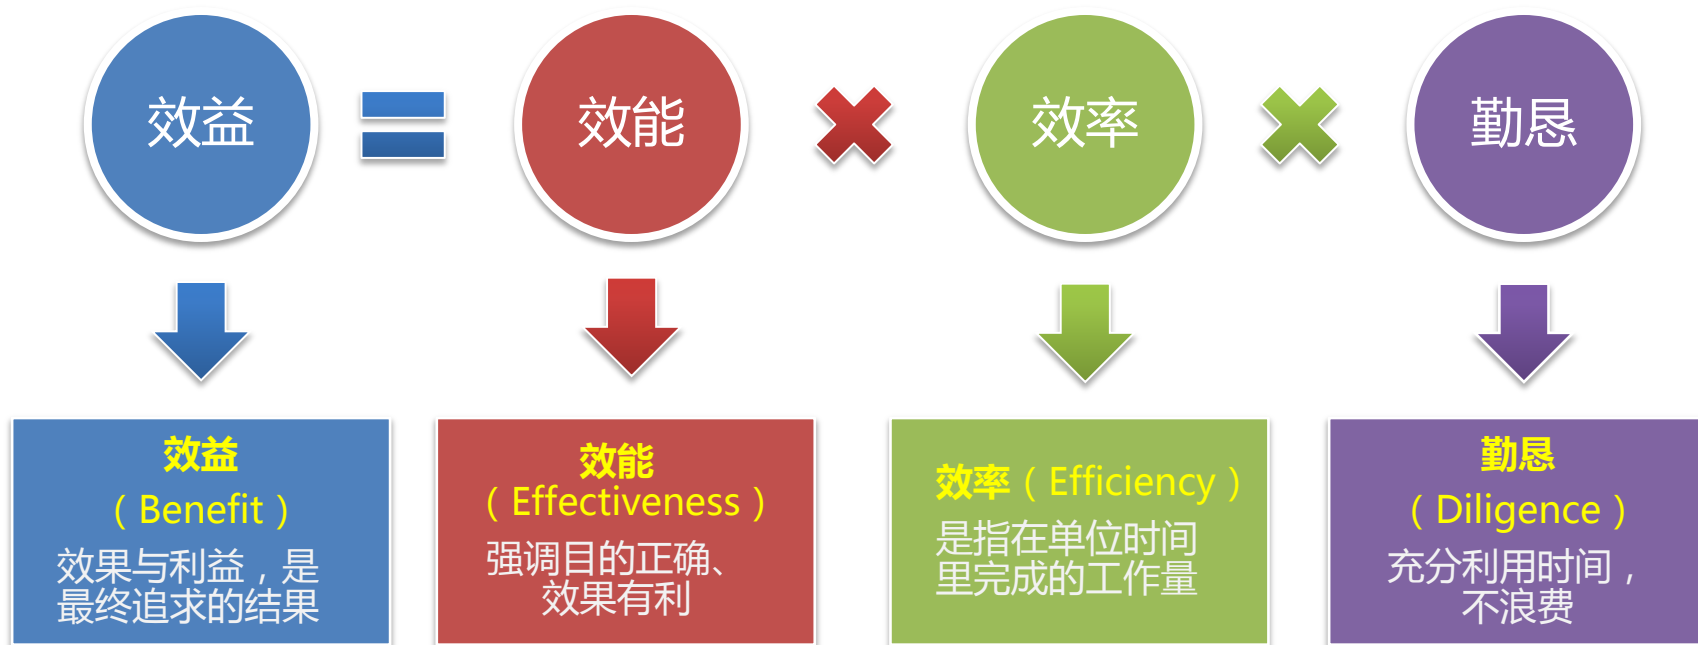 效益
效能
效率
勤恳
效益
（Benefit）
效果与利益，是
最终追求的结果
效能
（Effectiveness）
强调目的正确、
效果有利
效率（Efficiency）
是指在单位时间
里完成的工作量
勤恳
（Diligence）
充分利用时间，
不浪费